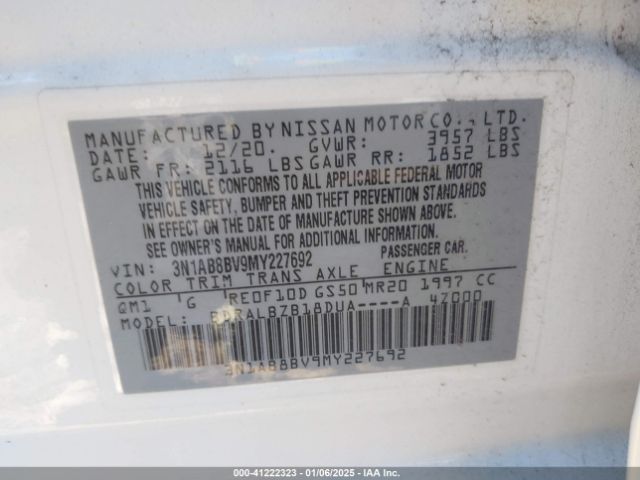 MANUFACTURED BY NISSAN MOTOR CO., LTD.
DATE: 12/20. GVWR: 3957 LBS
GAWR FR: 2116 LBS GAWR RR: 1852 LBS
THIS VEHICLE CONFORMS TO ALL APPLICABLE FEDERAL MOTOR
VEHICLE SAFETY, BUMPER AND THEFT PREVENTION STANDARDS
IN EFFECT ON THE DATE OF MANUFACTURE SHOWN ABOVE.
SEE OWNER'S MANUAL FOR ADDITIONAL INFORMATION
VIN: 3N1AB8BV9MY227692 PASSENGER CAR.
COLOR TRIM TRANS AXLE ENGINE
QM1 G RE0F10D GS50 MR20 1997 CC
MODEL: BDRALBZB18DUA----A 4Z000
3N1AB8BV9MY227692
000-41222323 - 01/06/2025 - IAAI.COM